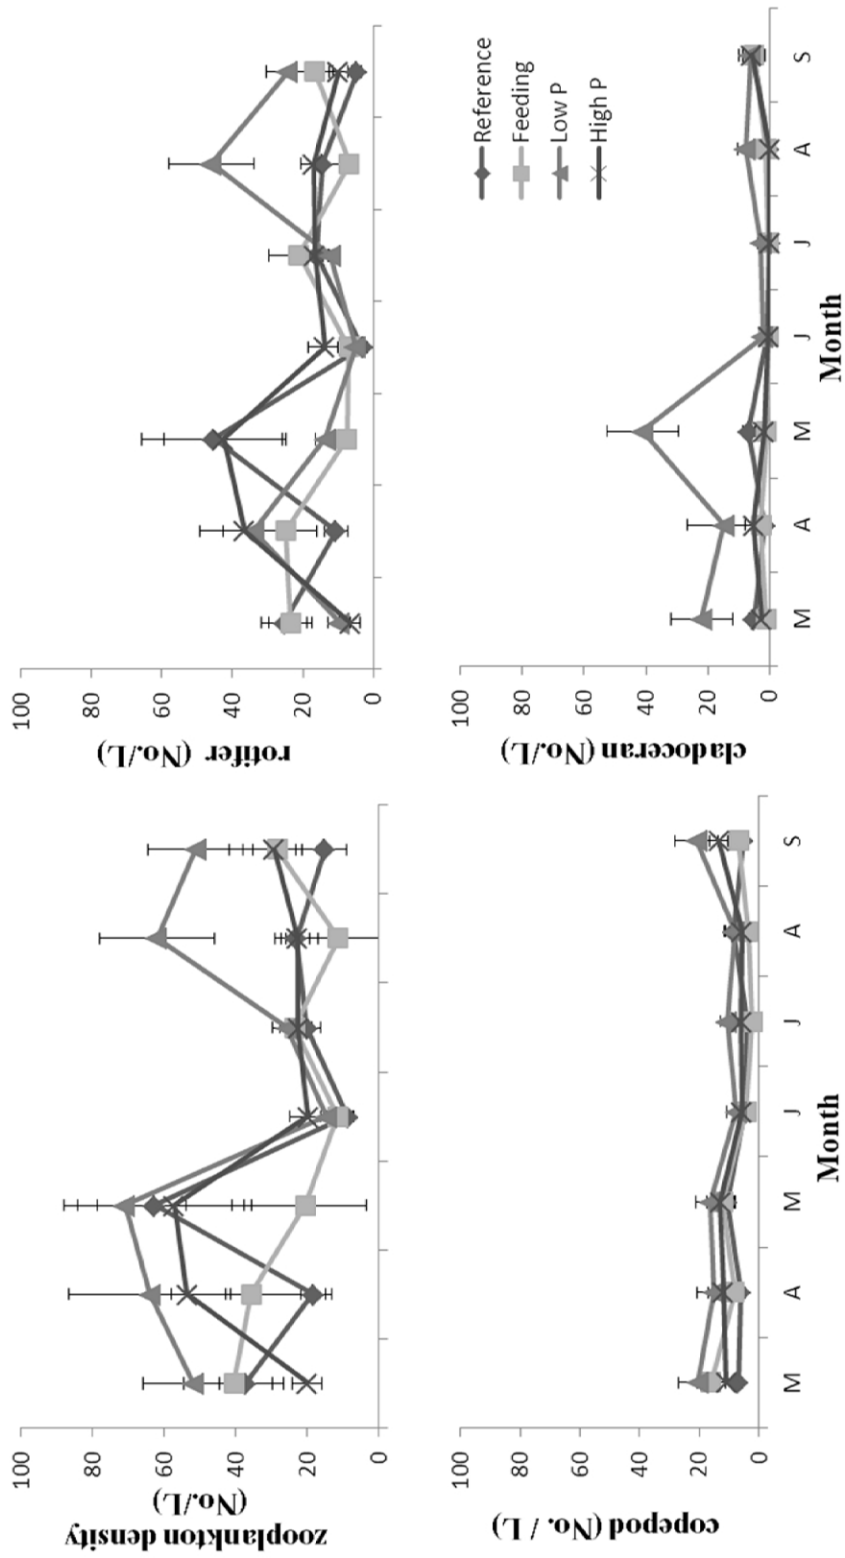 zooplankton density
(No./L)
100
80
60
40
20
0
rotifer (No./L)
100
80
60
40
20
0
copepod (No. / L)
100
80
60
40
20
0
M
A
M
J
J
A
S
Month
cladoceran (No./L)
100
80
60
40
20
0
M
A
M
J
J
A
S
Month
Reference
Feeding
Low P
High P